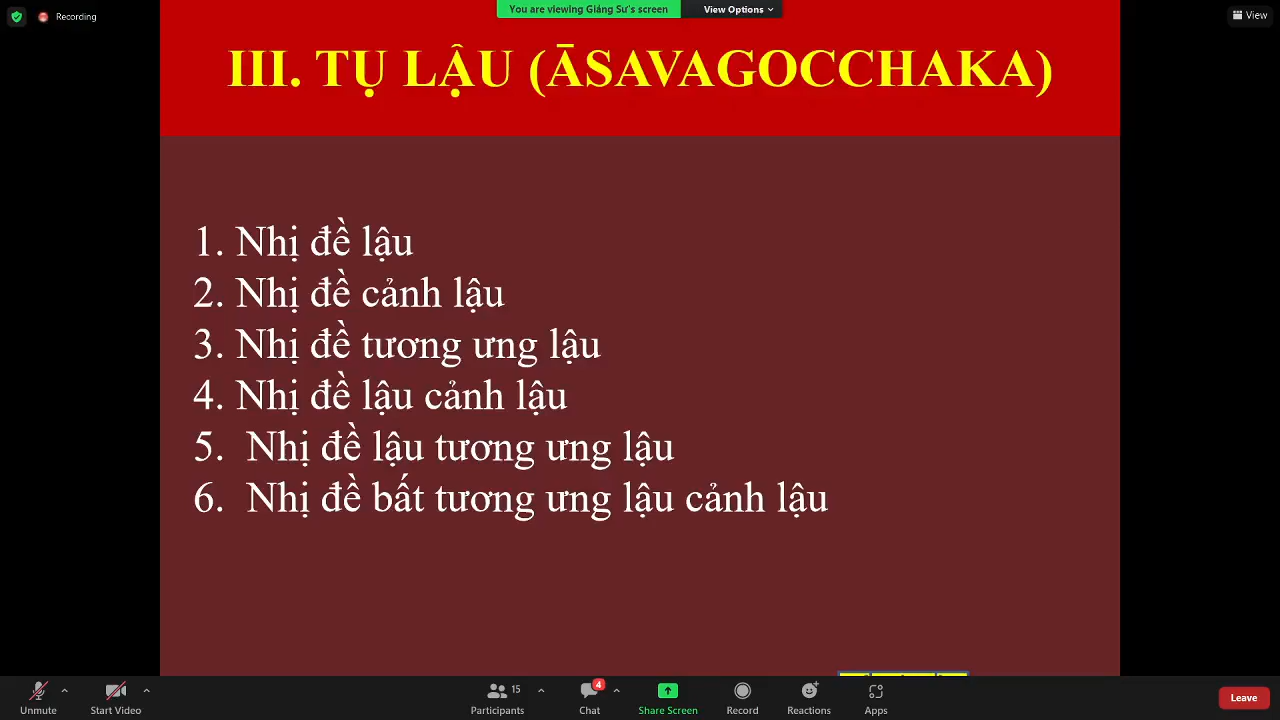 You are viewing Giảng Sư's screen
View Options
Recording
View
III. TỤ LẬU (ĀSAVAGOCCHAKA)
1. Nhị đề lậu
2. Nhị đề cảnh lậu
3. Nhị đề tương ưng lậu
4. Nhị đề lậu cảnh lậu
5. Nhị đề lậu tương ưng lậu
6. Nhị đề bất tương ưng lậu cảnh lậu
Unmute
Start Video
15
Participants
4
Chat
Share Screen
Record
Reactions
Apps
Leave